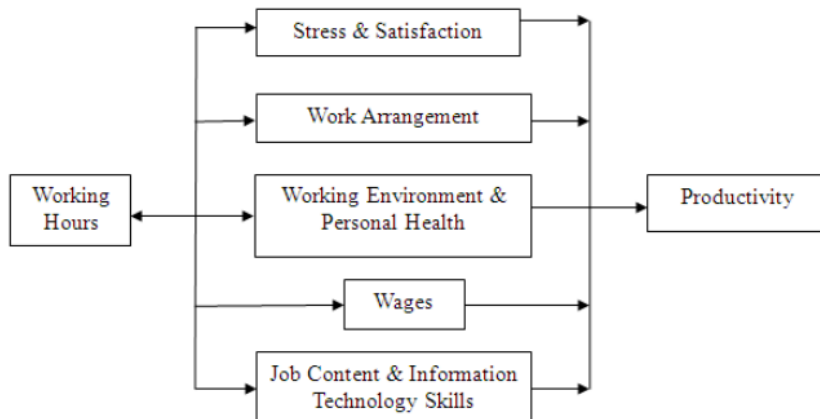 Stress & Satisfaction
Work Arrangement
Working
Hours
Working Environment &
Personal Health
Productivity
Wages
Job Content & Information
Technology Skills